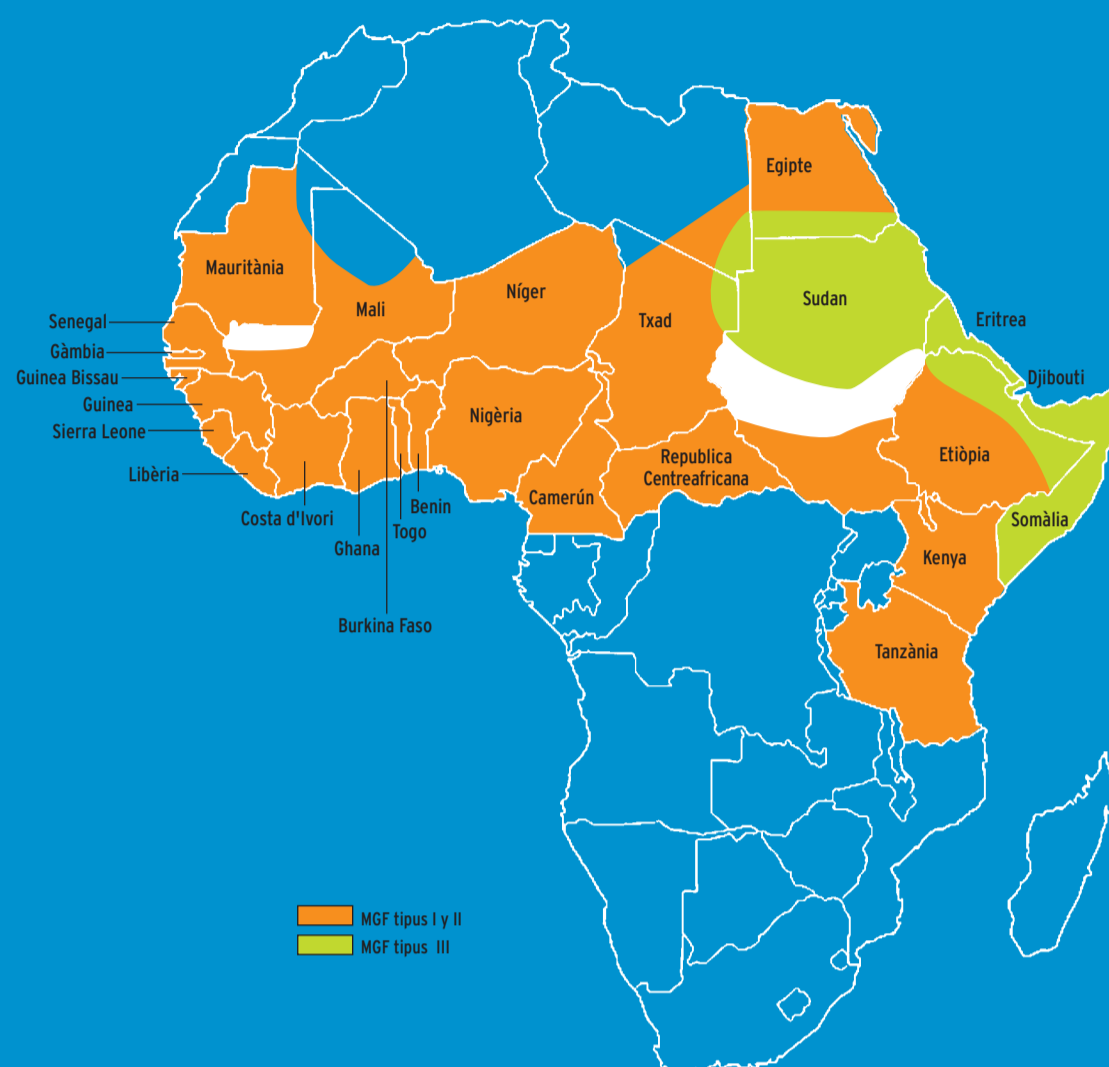 Egipte
Mauritània
Mali
Níger
Txad
Sudan
Eritrea
Djibouti
Senegal
Gàmbia
Guinea Bissau
Guinea
Sierra Leone
Libèria
Costa d'Ivori
Ghana
Togo
Benin
Burkina Faso
Nigèria
Camerún
Republica
Centreafricana
Etiòpia
Somàlia
Kenya
Tanzània
MGF tipus I y II
MGF tipus III